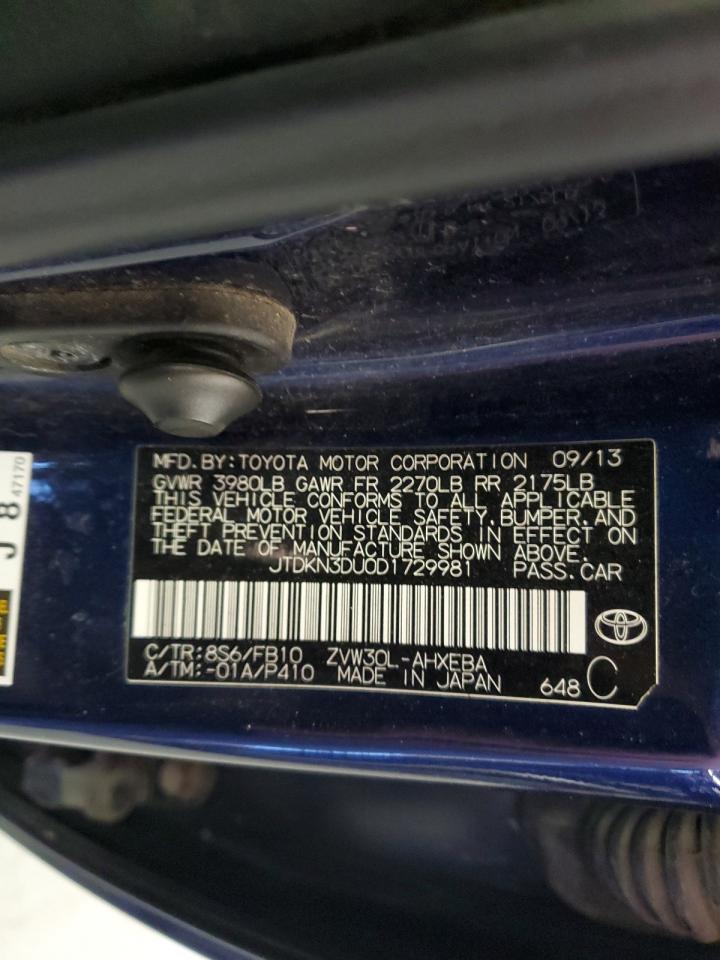 MFD.BY:TOYOTA MOTOR CORPORATION 09/13
GVWR 3980LB GAWR FR 2270LB RR 2175LB
THIS VEHICLE CONFORMS TO ALL APPLICABLE
FEDERAL MOTOR VEHICLE SAFETY,BUMPER,AND
THEFT PREVENTION STANDARDS IN EFFECT ON
THE DATE OF MANUFACTURE SHOWN ABOVE.
JTDKN3DU0D1729981 PASS.CAR
C/TR:8S6/FB10 ZVW30L-AHXEBA
A/TM:-01A/P410 MADE IN JAPAN 648 C
J 8 47170